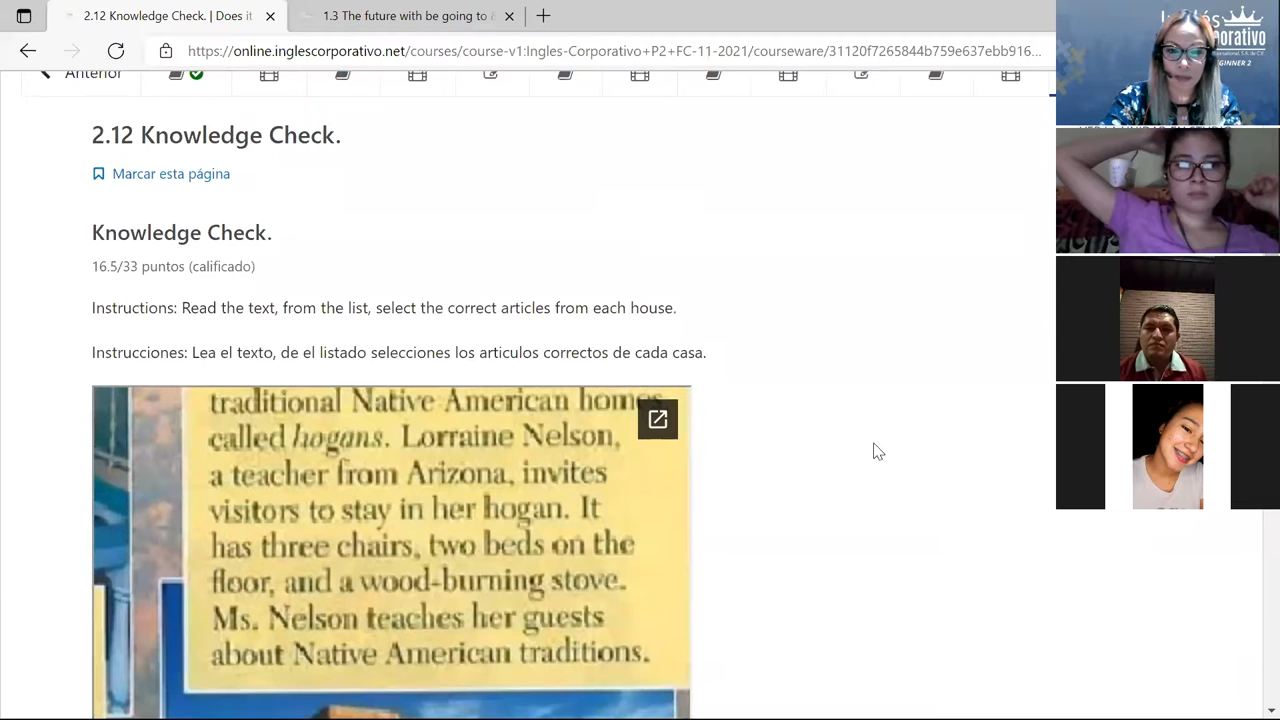 2.12 Knowledge Check. | Does it
1.3 The future with be going to
https://online.inglescorporativo.net/courses/course-v1:Ingles-Corporativo+P2+FC-11-2021/courseware/31120f7265844b759e637ebb916...
Anterior
2.12 Knowledge Check.
Marcar esta página
Knowledge Check.
16.5/33 puntos (calificado)
Instructions: Read the text, from the list, select the correct articles from each house.
Instrucciones: Lea el texto, de el listado selecciones los artículos correctos de cada casa.
traditional Native American homes
called hogans. Lorraine Nelson,
a teacher from Arizona, invites
visitors to stay in her hogan. It
has three chairs, two beds on the
floor, and a wood-burning stove.
Ms. Nelson teaches her guests
about Native American traditions.